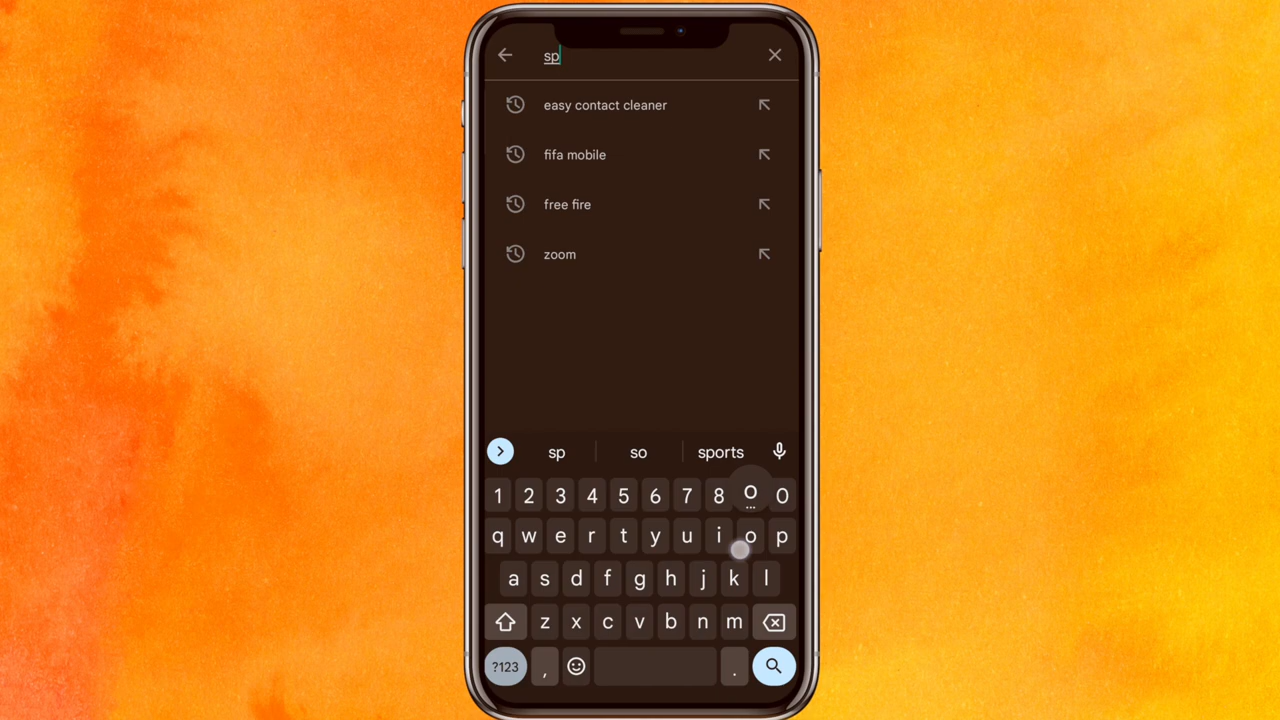 sp
easy contact cleaner
fifa mobile
free fire
zoom
sp so sports
1 2 3 4 5 6 7 8 o 0
q w e r t y u i o p
a s d f g h j k l
z x c v b n m
?123 , .